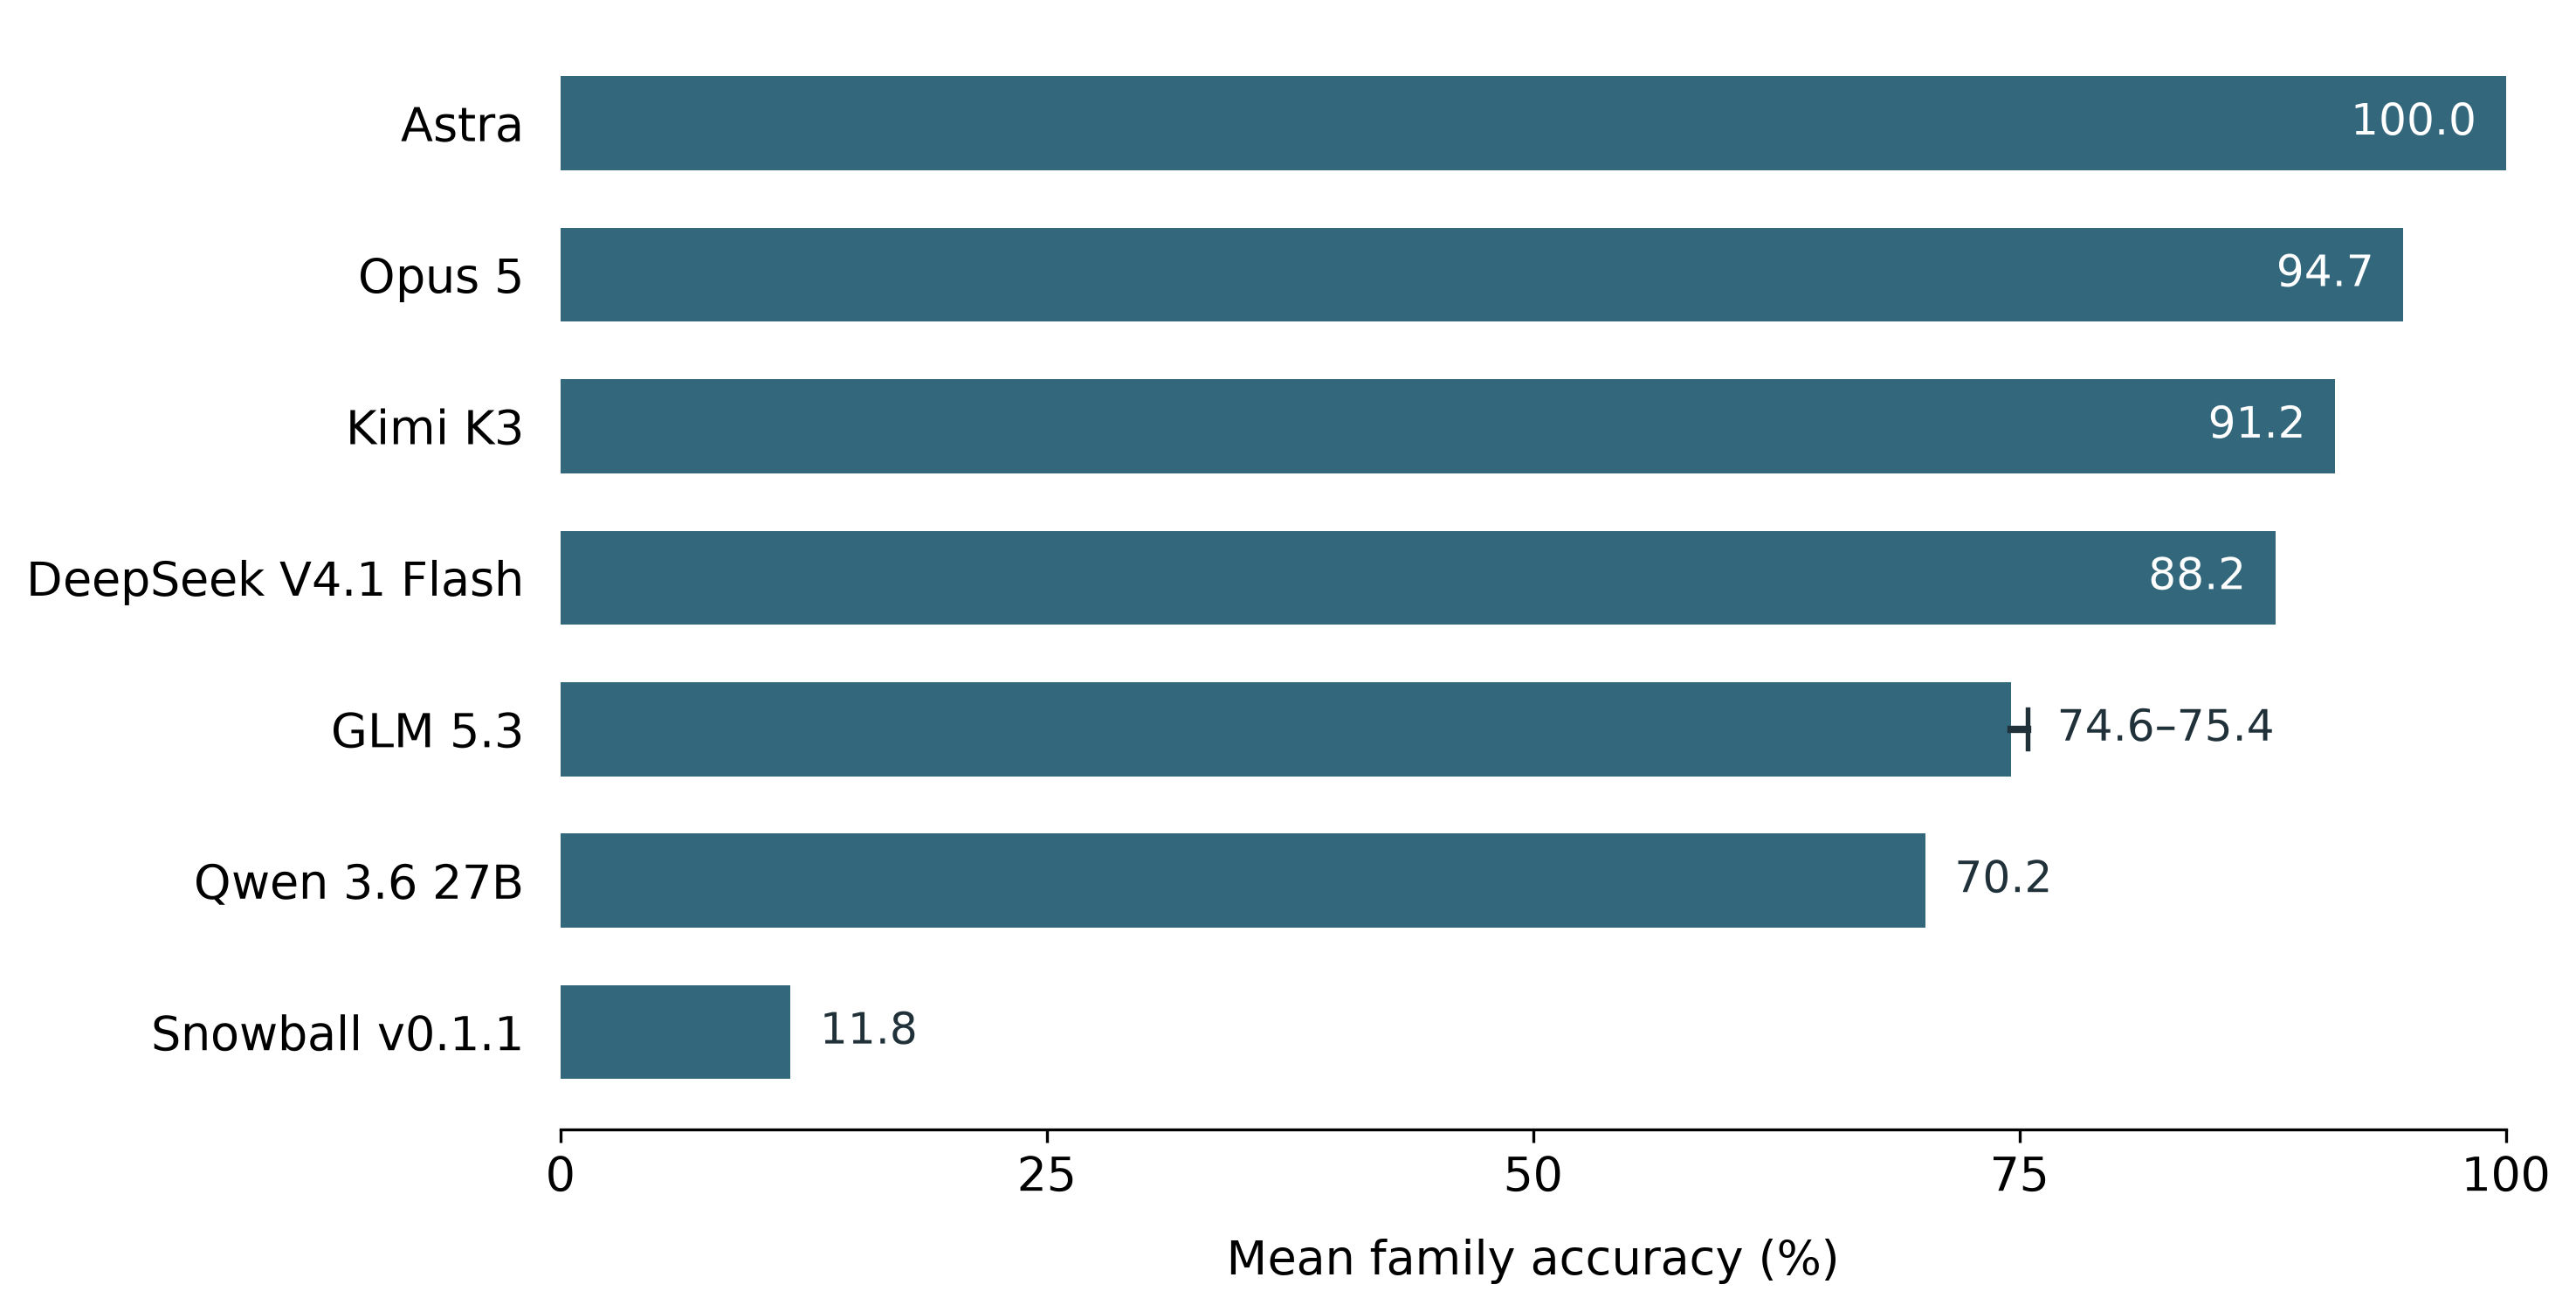 Astra 100.0
Opus 5 94.7
Kimi K3 91.2
DeepSeek V4.1 Flash 88.2
GLM 5.3 74.6–75.4
Qwen 3.6 27B 70.2
Snowball v0.1.1 11.8
0 25 50 75 100
Mean family accuracy (%)